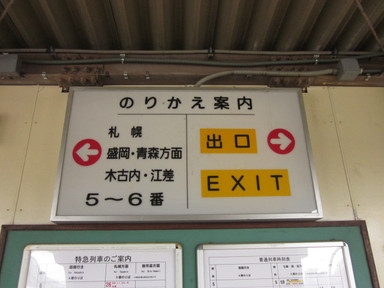 のりかえ案内
札幌
盛岡・青森方面
木古内・江差
5～6番
出口
EXIT
特急列車のご案内
普通列車時刻表